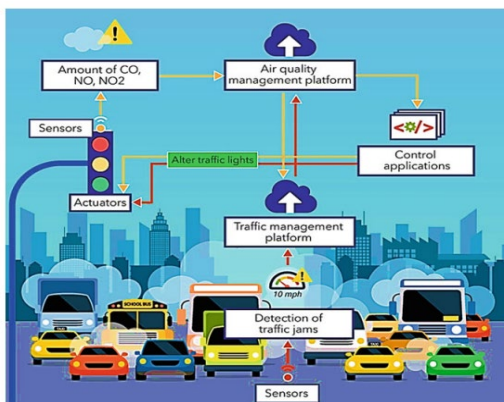 Amount of CO,
NO, NO2
Air quality
management platform
Sensors
</>
Alter traffic lights
Control
applications
Actuators
Traffic management
platform
10 mph
SCHOOL BUS
Detection of
traffic jams
Sensors